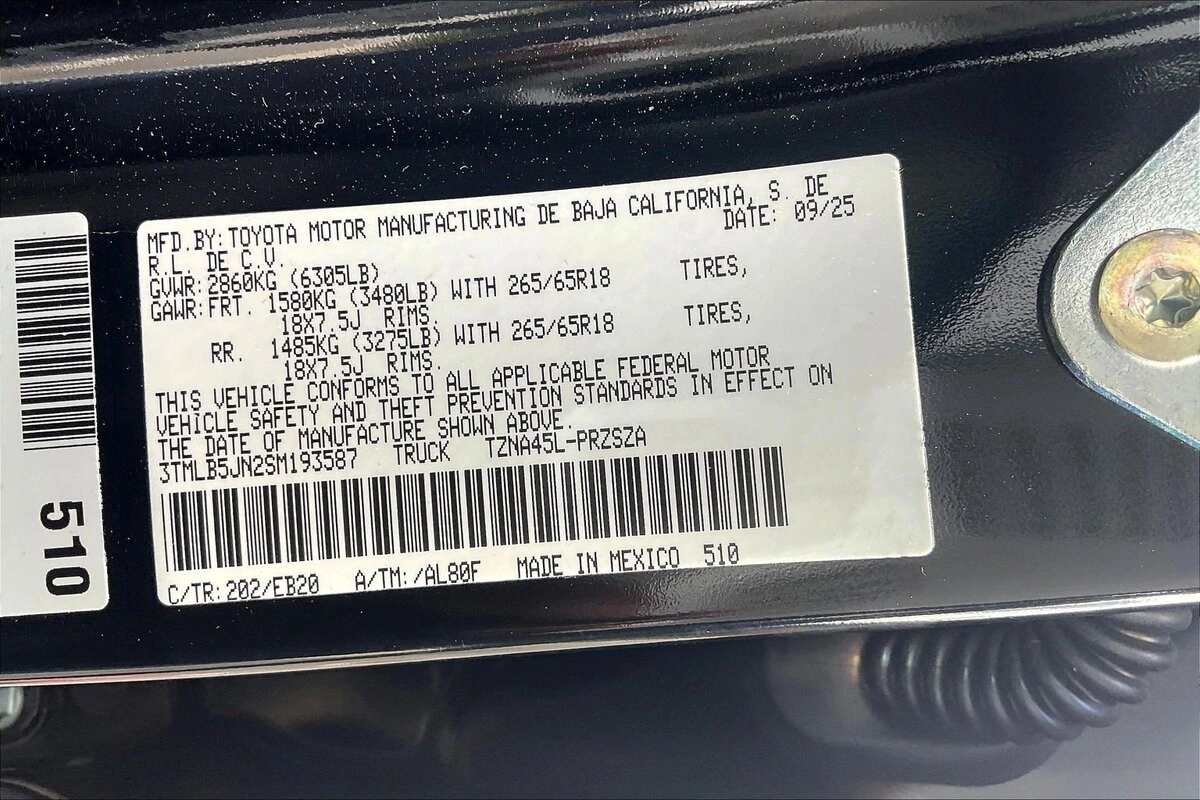 MFD.BY:TOYOTA MOTOR MANUFACTURING DE BAJA CALIFORNIA, S. DE
R.L. DE C.V. DATE: 09/25
GVWR:2860KG (6305LB)
GAWR:FRT. 1580KG (3480LB) WITH 265/65R18 TIRES,
18X7.5J RIMS.
RR. 1485KG (3275LB) WITH 265/65R18 TIRES,
18X7.5J RIMS.
THIS VEHICLE CONFORMS TO ALL APPLICABLE FEDERAL MOTOR
VEHICLE SAFETY AND THEFT PREVENTION STANDARDS IN EFFECT ON
THE DATE OF MANUFACTURE SHOWN ABOVE.
3TMLB5JN2SM193587 TRUCK TZNA45L-PRZSZA
C/TR:202/EB20 A/TM:/AL80F MADE IN MEXICO 510
510